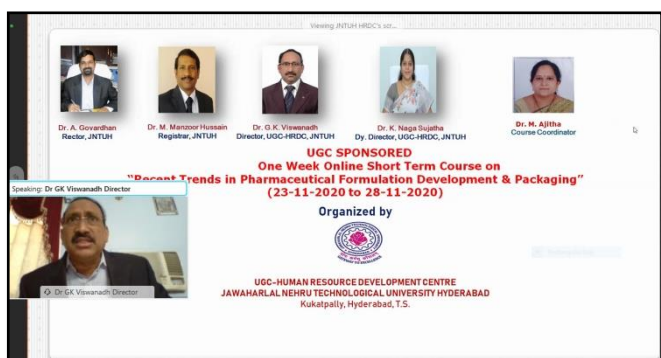 Viewing JNTUH HRDC's scr...
Dr. A. Govardhan
Rector, JNTUH
Dr. M. Manzoor Hussain
Registrar, JNTUH
Dr. G.K. Viswanadh
Director, UGC-HRDC, JNTUH
Dr. K. Naga Sujatha
Dy. Director, UGC-HRDC, JNTUH
Dr. M. Ajitha
Course Coordinator
UGC SPONSORED
One Week Online Short Term Course on
"Recent Trends in Pharmaceutical Formulation Development & Packaging"
(23-11-2020 to 28-11-2020)
Speaking: Dr GK Viswanadh Director
Organized by
Dr GK Viswanadh Director
UGC-HUMAN RESOURCE DEVELOPMENT CENTRE
JAWAHARLAL NEHRU TECHNOLOGICAL UNIVERSITY HYDERABAD
Kukatpally, Hyderabad, T.S.